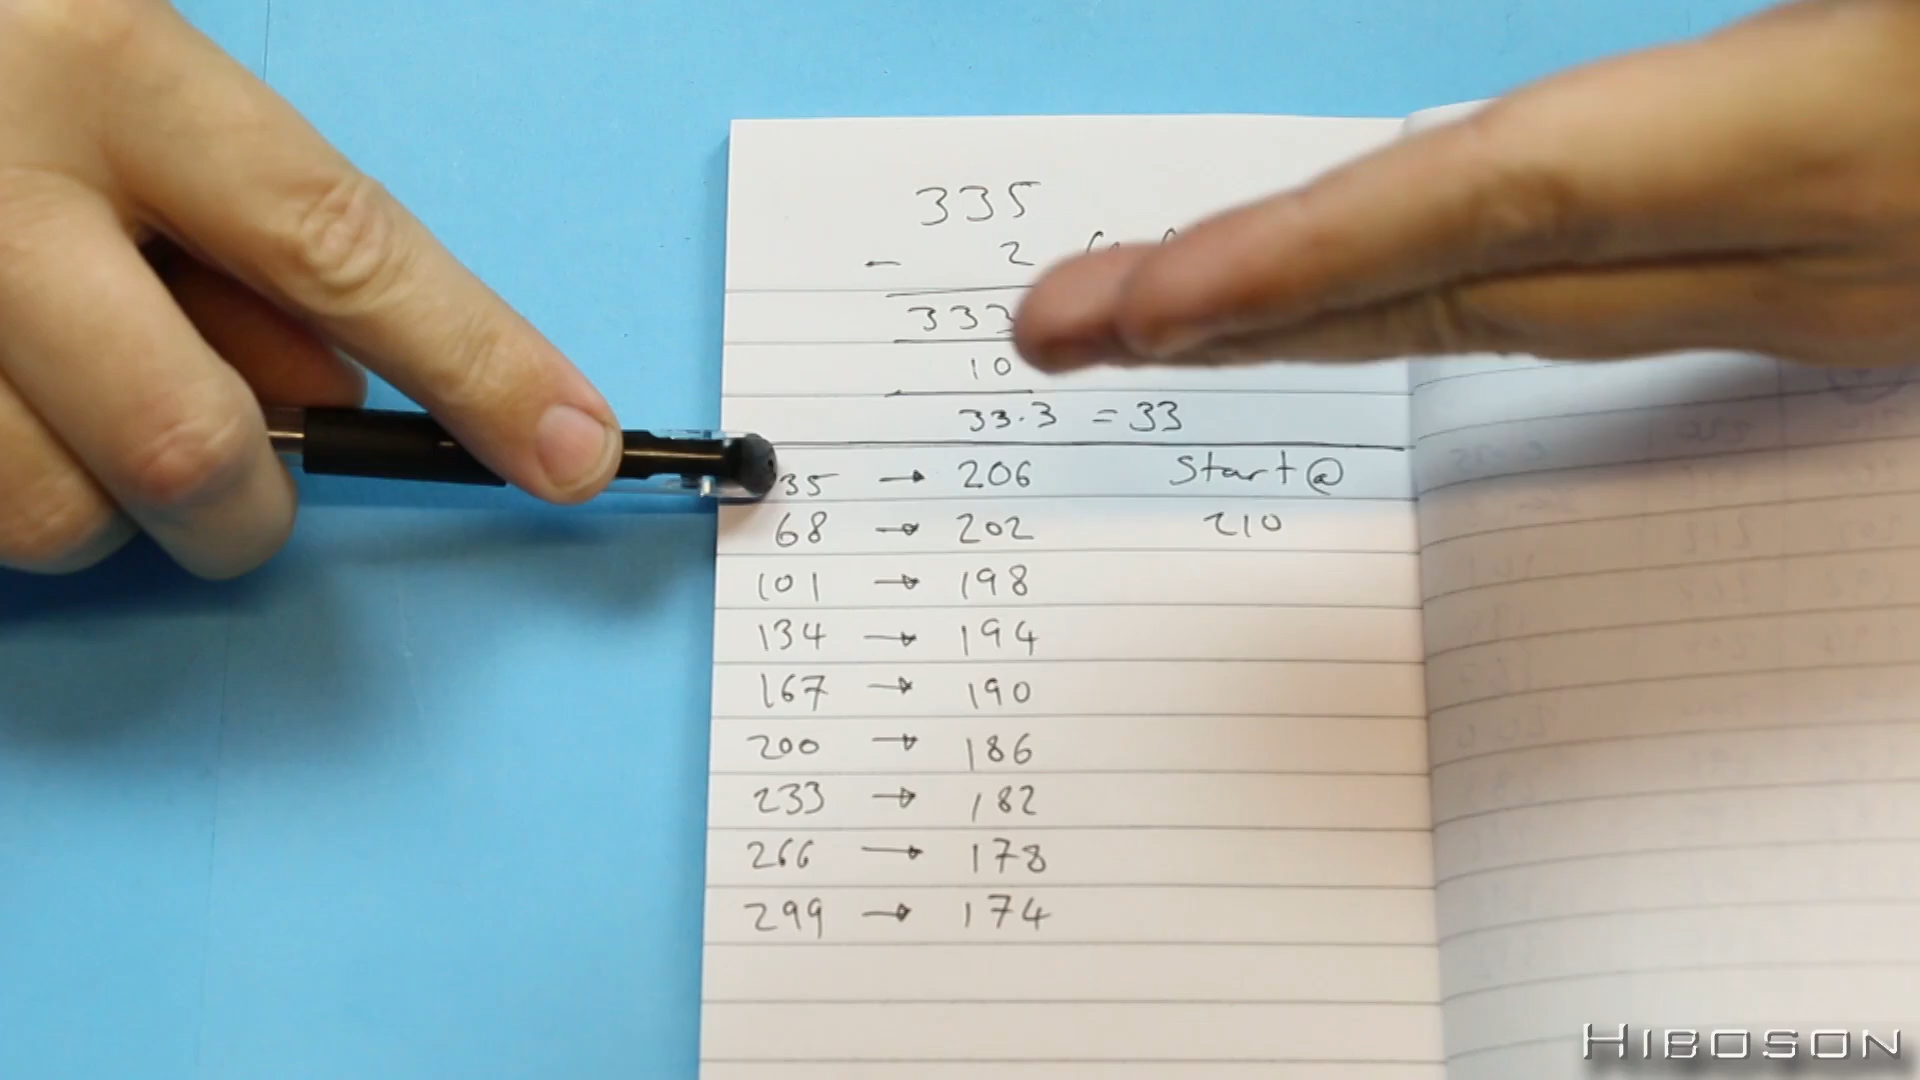 335
- 2
333
10
33.3 = 33
35 → 206 Start @
68 → 202 210
101 → 198
134 → 194
167 → 190
200 → 186
233 → 182
266 → 178
299 → 174
HIBOSON